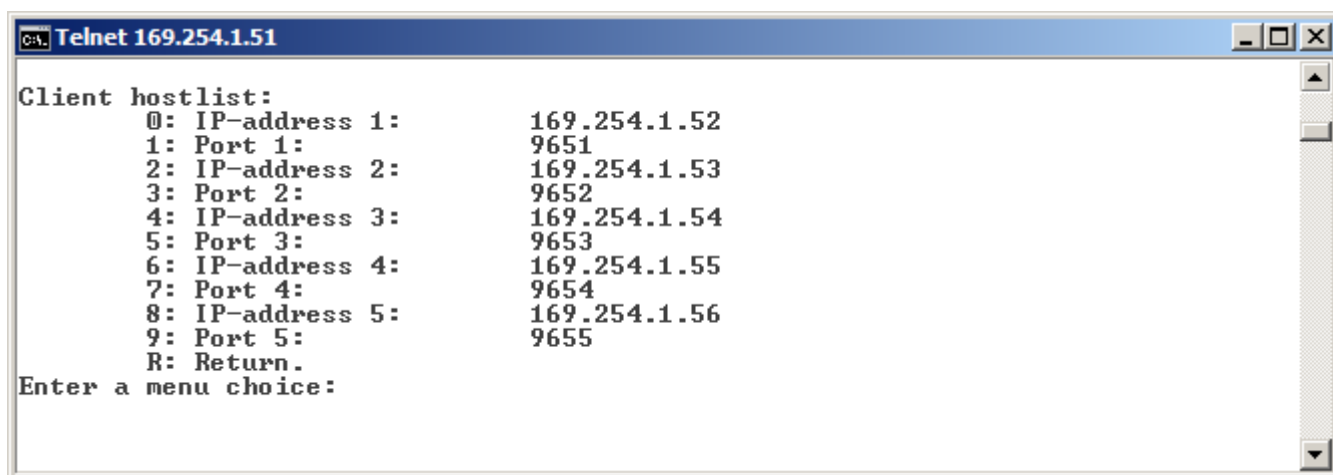 Telnet 169.254.1.51
Client hostlist:
0: IP-address 1: 169.254.1.52
1: Port 1: 9651
2: IP-address 2: 169.254.1.53
3: Port 2: 9652
4: IP-address 3: 169.254.1.54
5: Port 3: 9653
6: IP-address 4: 169.254.1.55
7: Port 4: 9654
8: IP-address 5: 169.254.1.56
9: Port 5: 9655
R: Return.
Enter a menu choice: